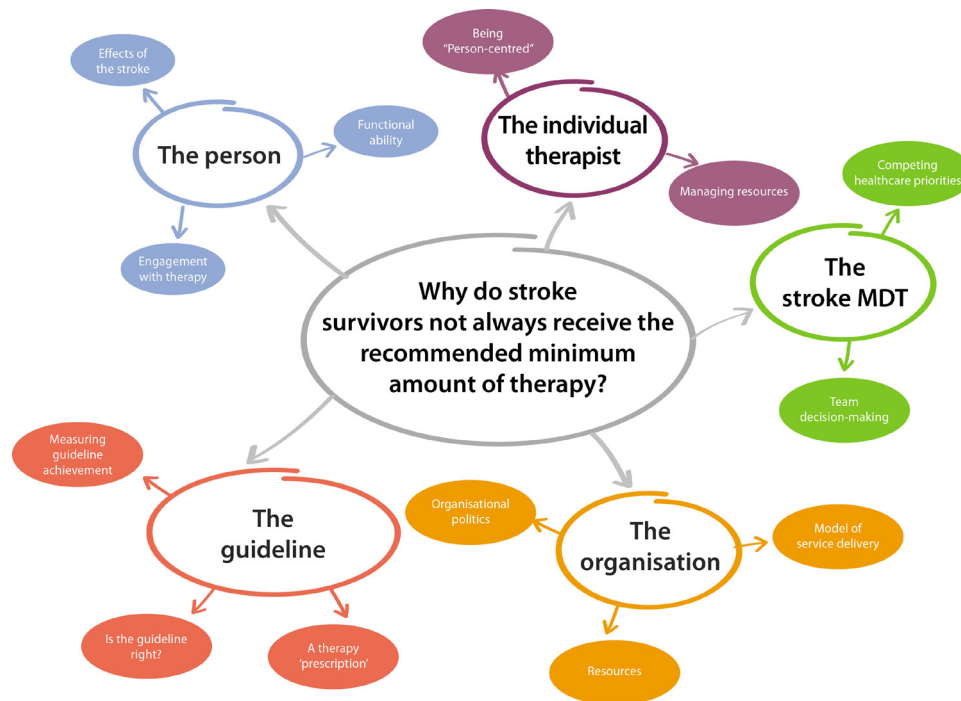 Being
"Person-centred"
Effects of
the stroke
The person
Functional
ability
Engagement
with therapy
The individual
therapist
Managing resources
Competing
healthcare priorities
The
stroke MDT
Team
decision-making
Why do stroke
survivors not always receive the
recommended minimum
amount of therapy?
Measuring
guideline
achievement
The
guideline
Is the guideline
right?
A therapy
‘prescription’
Organisational
politics
The
organisation
Model of
service delivery
Resources